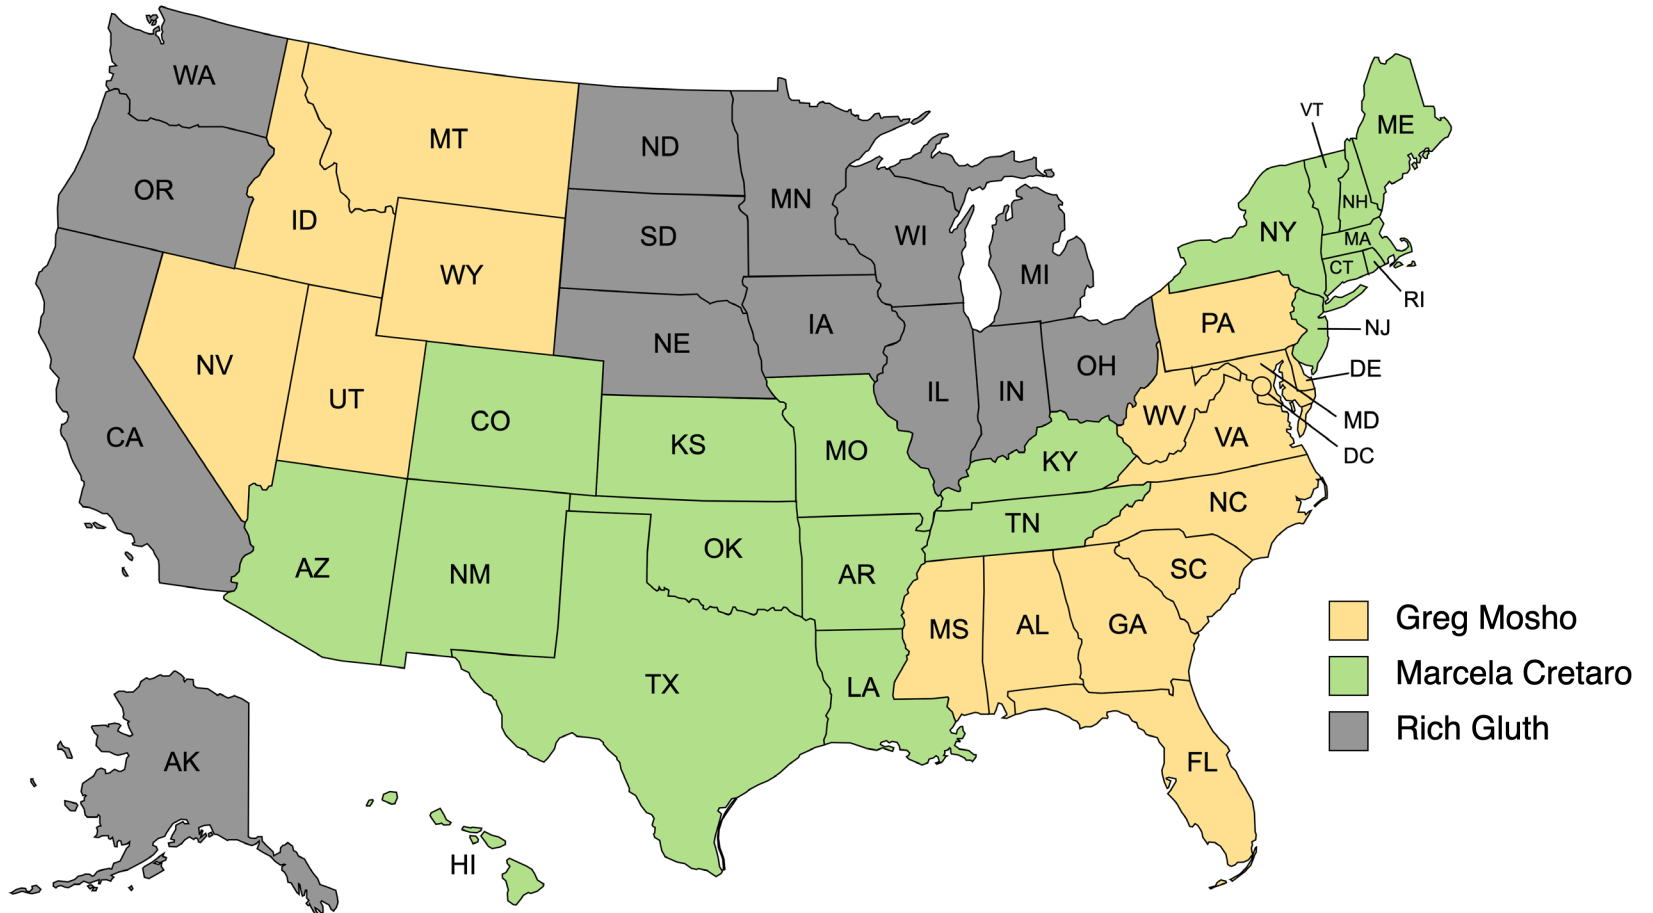 WA
MT
ND
MN
VT
ME
OR
ID
SD
WI
NH
NY
MA
WY
MI
CT
RI
NE
IA
PA
NJ
NV
UT
IL
IN
OH
DE
CO
KS
MO
KY
WV
VA
MD
DC
CA
AZ
NM
OK
AR
TN
NC
SC
MS
AL
GA
TX
LA
FL
AK
HI
Greg Mosho
Marcela Cretaro
Rich Gluth